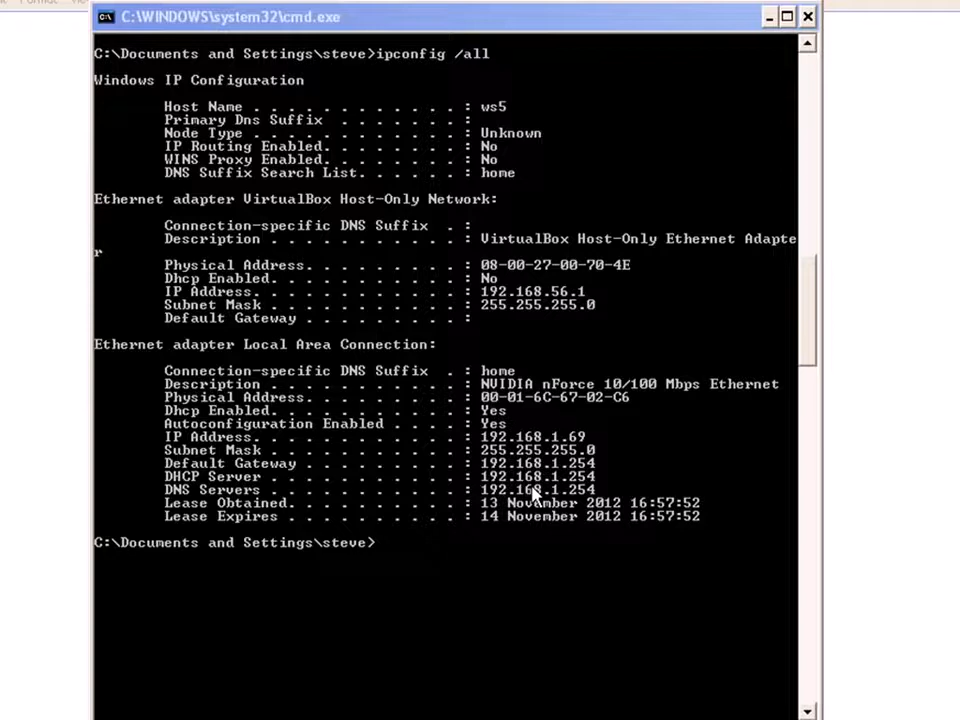 C:\WINDOWS\system32\cmd.exe
C:\Documents and Settings\steve>ipconfig /all
Windows IP Configuration
Host Name . . . . . . . . . . . . : ws5
Primary Dns Suffix  . . . . . . . :
Node Type . . . . . . . . . . . . : Unknown
IP Routing Enabled. . . . . . . . : No
WINS Proxy Enabled. . . . . . . . : No
DNS Suffix Search List. . . . . . : home
Ethernet adapter VirtualBox Host-Only Network:
Connection-specific DNS Suffix  . :
Description . . . . . . . . . . . : VirtualBox Host-Only Ethernet Adapte
r
Physical Address. . . . . . . . . : 08-00-27-00-70-4E
Dhcp Enabled. . . . . . . . . . . : No
IP Address. . . . . . . . . . . . : 192.168.56.1
Subnet Mask . . . . . . . . . . . : 255.255.255.0
Default Gateway . . . . . . . . . :
Ethernet adapter Local Area Connection:
Connection-specific DNS Suffix  . : home
Description . . . . . . . . . . . : NVIDIA nForce 10/100 Mbps Ethernet
Physical Address. . . . . . . . . : 00-01-6C-67-02-C6
Dhcp Enabled. . . . . . . . . . . : Yes
Autoconfiguration Enabled . . . . : Yes
IP Address. . . . . . . . . . . . : 192.168.1.69
Subnet Mask . . . . . . . . . . . : 255.255.255.0
Default Gateway . . . . . . . . . : 192.168.1.254
DHCP Server . . . . . . . . . . . : 192.168.1.254
DNS Servers . . . . . . . . . . . : 192.168.1.254
Lease Obtained. . . . . . . . . . : 13 November 2012 16:57:52
Lease Expires . . . . . . . . . . : 14 November 2012 16:57:52
C:\Documents and Settings\steve>